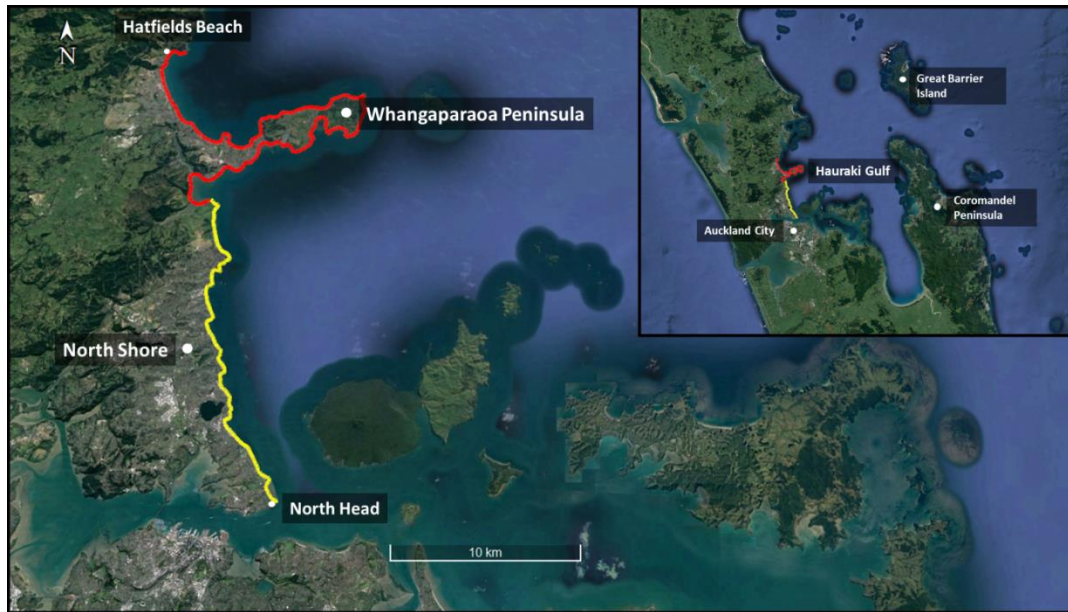 Hatfields Beach
N
Whangaparaoa Peninsula
North Shore
North Head
10 km
Great Barrier
Island
Hauraki Gulf
Coromandel
Peninsula
Auckland City